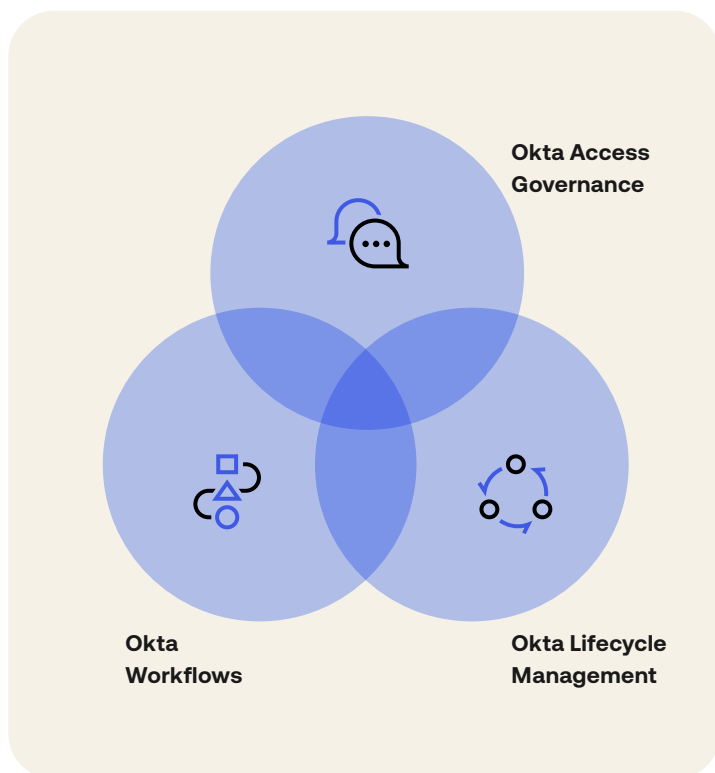 Okta Access
Governance
Okta
Workflows
Okta Lifecycle
Management